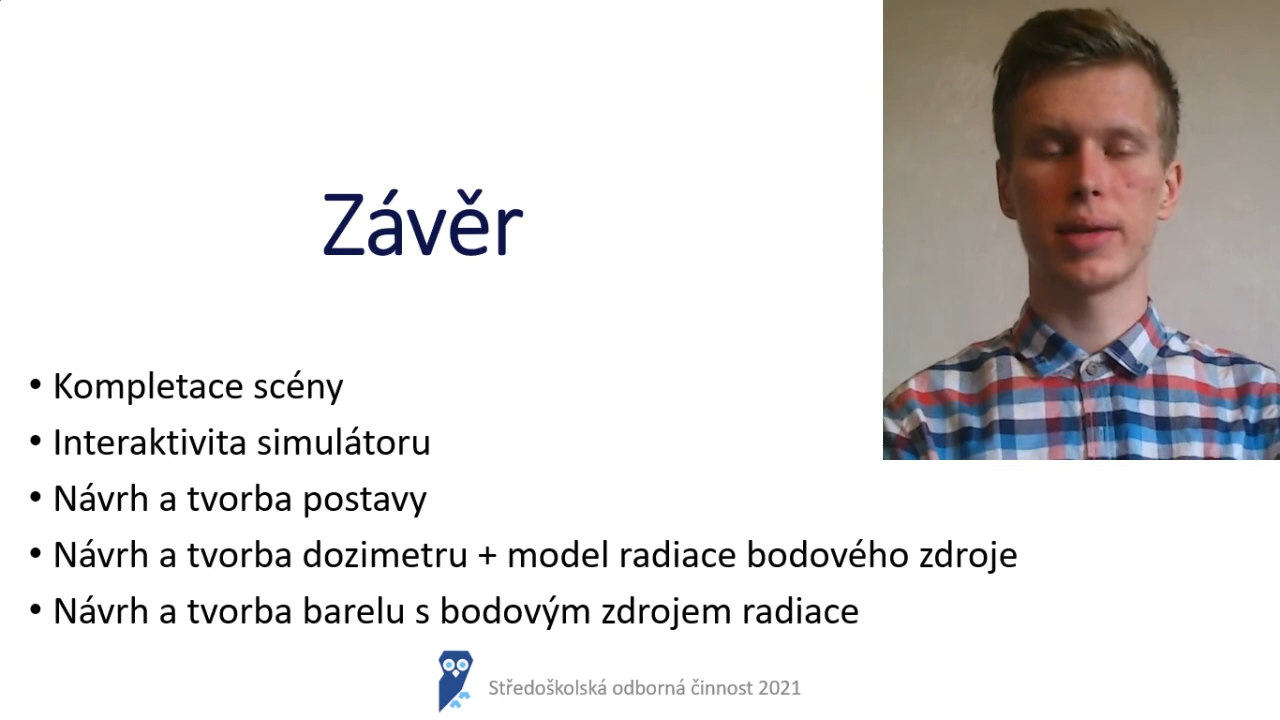 Závěr
• Kompletace scény
• Interaktivita simulátoru
• Návrh a tvorba postavy
• Návrh a tvorba dozimetru + model radiace bodového zdroje
• Návrh a tvorba barelu s bodovým zdrojem radiace
Středoškolská odborná činnost 2021